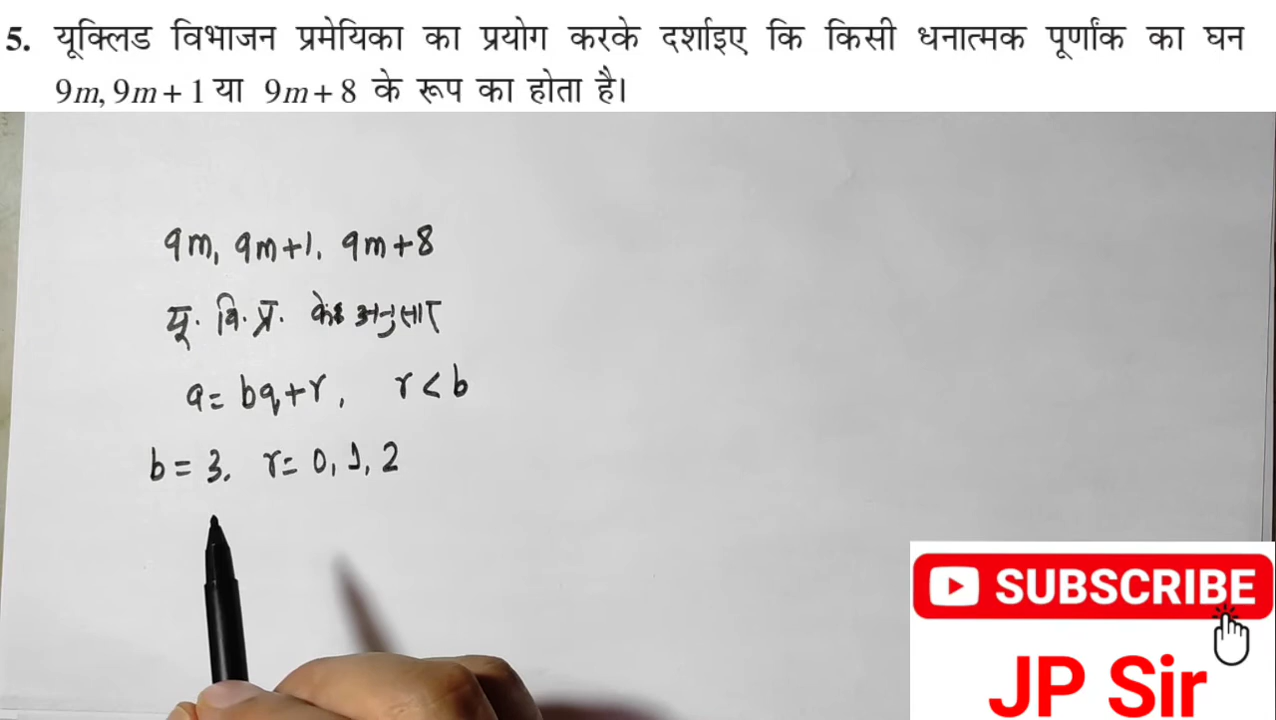 5. यूक्लिड विभाजन प्रमेयिका का प्रयोग करके दर्शाइए कि किसी धनात्मक पूर्णांक का घन
9m, 9m + 1 या 9m + 8 के रूप का होता है।
9m, 9m+1, 9m+8
यू. वि. प्र. के अनुसार
a = bq+r, r < b
b = 3. r = 0, 1, 2
SUBSCRIBE
JP Sir